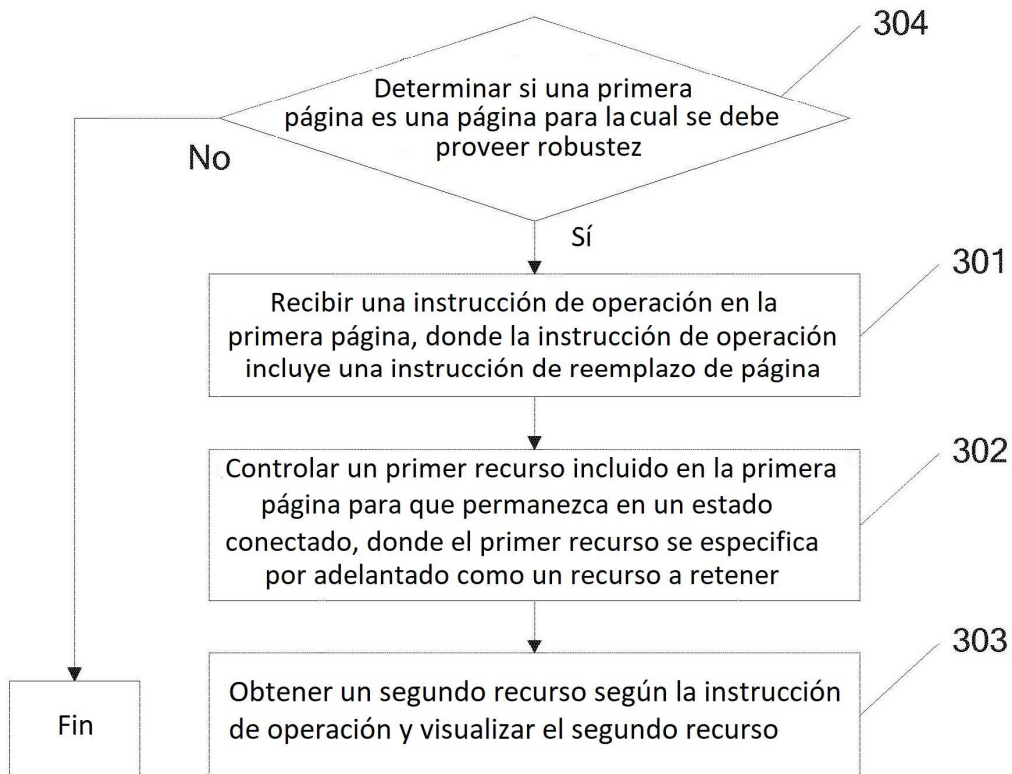 304
Determinar si una primera
página es una página para la cual se debe
proveer robustez
No
Sí
301
Recibir una instrucción de operación en la
primera página, donde la instrucción de operación
incluye una instrucción de reemplazo de página
302
Controlar un primer recurso incluido en la primera
página para que permanezca en un estado
conectado, donde el primer recurso se especifica
por adelantado como un recurso a retener
303
Obtener un segundo recurso según la instrucción
de operación y visualizar el segundo recurso
Fin